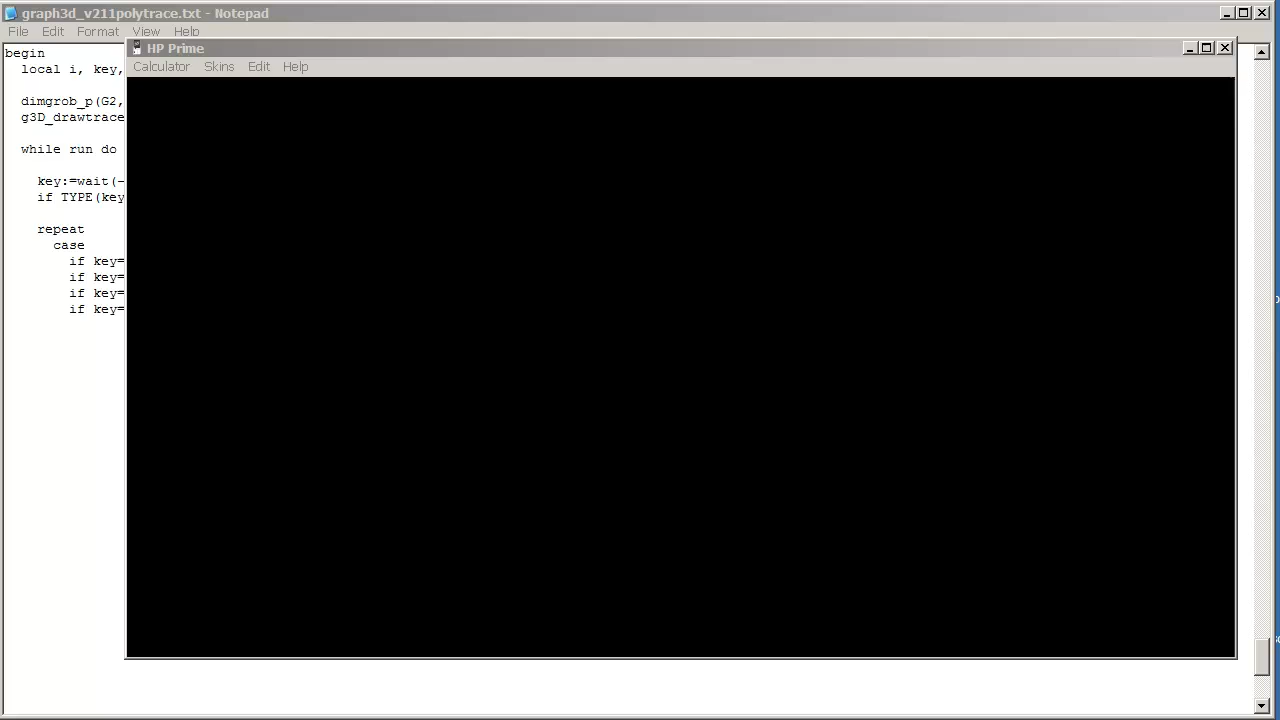 graph3d_v211polytrace.txt - Notepad
File Edit Format View Help
begin
local i, key,
dimgrob_p(G2,
g3D_drawtrace
while run do
key:=wait(-
if TYPE(key
repeat
case
if key=
if key=
if key=
if key=
HP Prime
Calculator Skins Edit Help